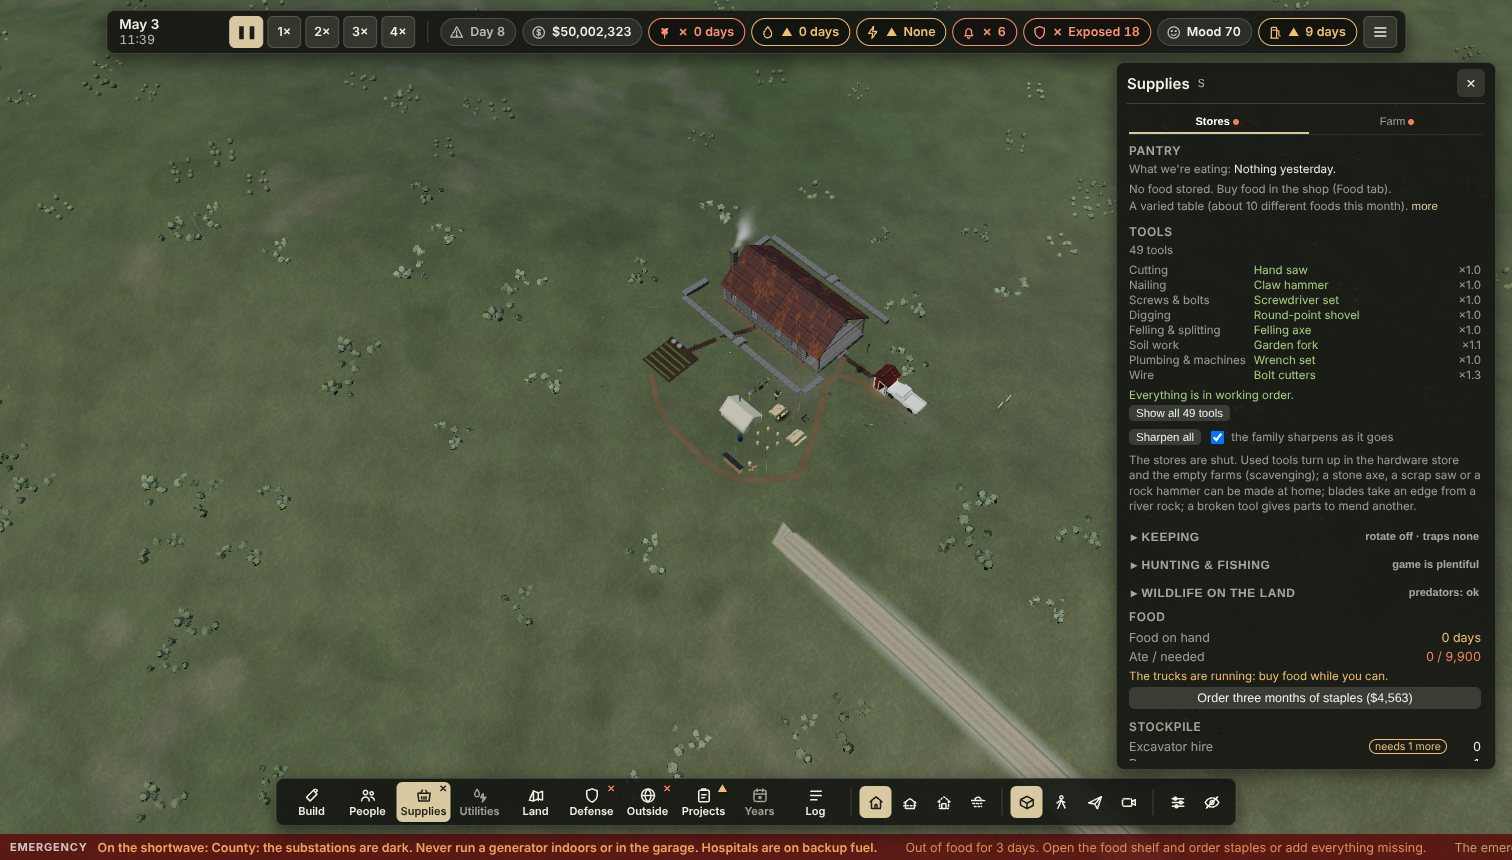 May 3
11:39
1×
2×
3×
4×
Day 8
$50,002,323
× 0 days
▲ 0 days
▲ None
× 6
× Exposed 18
Mood 70
▲ 9 days
Supplies S
×
Stores
Farm
PANTRY
What we're eating: Nothing yesterday.
No food stored. Buy food in the shop (Food tab).
A varied table (about 10 different foods this month). more
TOOLS
49 tools
Cutting Hand saw ×1.0
Nailing Claw hammer ×1.0
Screws & bolts Screwdriver set ×1.0
Digging Round-point shovel ×1.0
Felling & splitting Felling axe ×1.0
Soil work Garden fork ×1.1
Plumbing & machines Wrench set ×1.0
Wire Bolt cutters ×1.3
Everything is in working order.
Show all 49 tools
Sharpen all the family sharpens as it goes
The stores are shut. Used tools turn up in the hardware store
and the empty farms (scavenging); a stone axe, a scrap saw or a
rock hammer can be made at home; blades take an edge from a
river rock; a broken tool gives parts to mend another.
▸ KEEPING rotate off · traps none
▸ HUNTING & FISHING game is plentiful
▸ WILDLIFE ON THE LAND predators: ok
FOOD
Food on hand 0 days
Ate / needed 0 / 9,900
The trucks are running: buy food while you can.
Order three months of staples ($4,563)
STOCKPILE
Excavator hire needs 1 more 0
Build
People
Supplies
Utilities
Land
Defense
Outside
Projects
Years
Log
EMERGENCY On the shortwave: County: the substations are dark. Never run a generator indoors or in the garage. Hospitals are on backup fuel. Out of food for 3 days. Open the food shelf and order staples or add everything missing. The eme